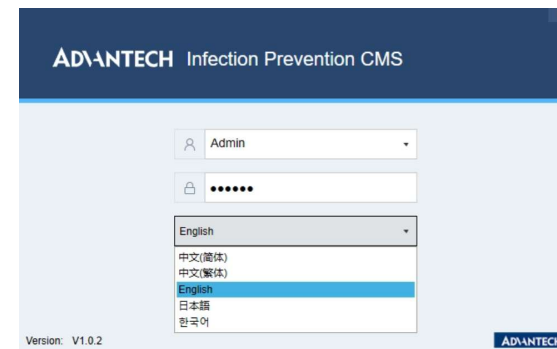 ADVANTECH Infection Prevention CMS
Admin
●●●●●●
English
中文(简体)
中文(繁体)
English
日本語
한국어
Version: V1.0.2
ADVANTECH